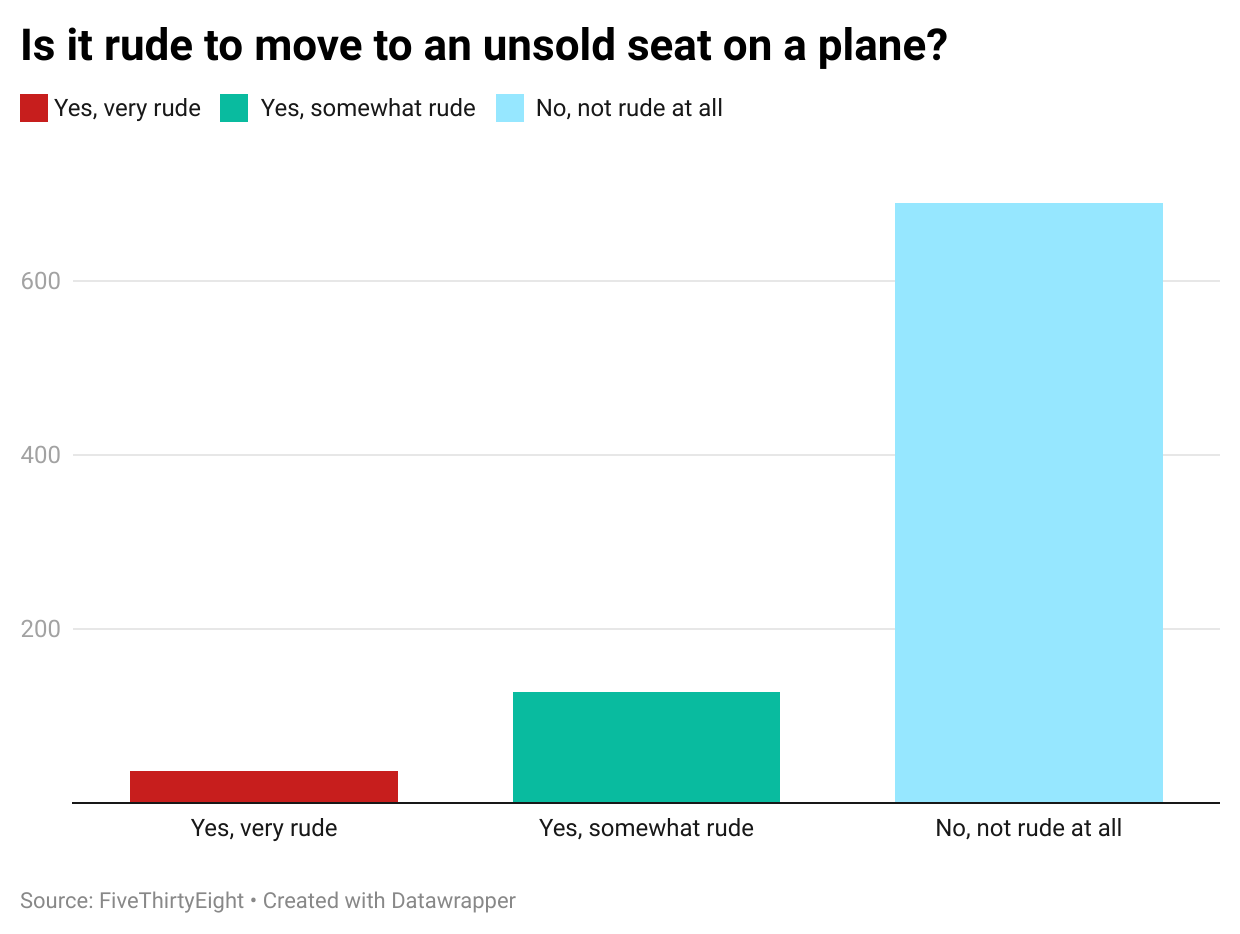 Is it rude to move to an unsold seat on a plane?
Yes, very rude Yes, somewhat rude No, not rude at all
600
400
200
Yes, very rude Yes, somewhat rude No, not rude at all
Source: FiveThirtyEight • Created with Datawrapper